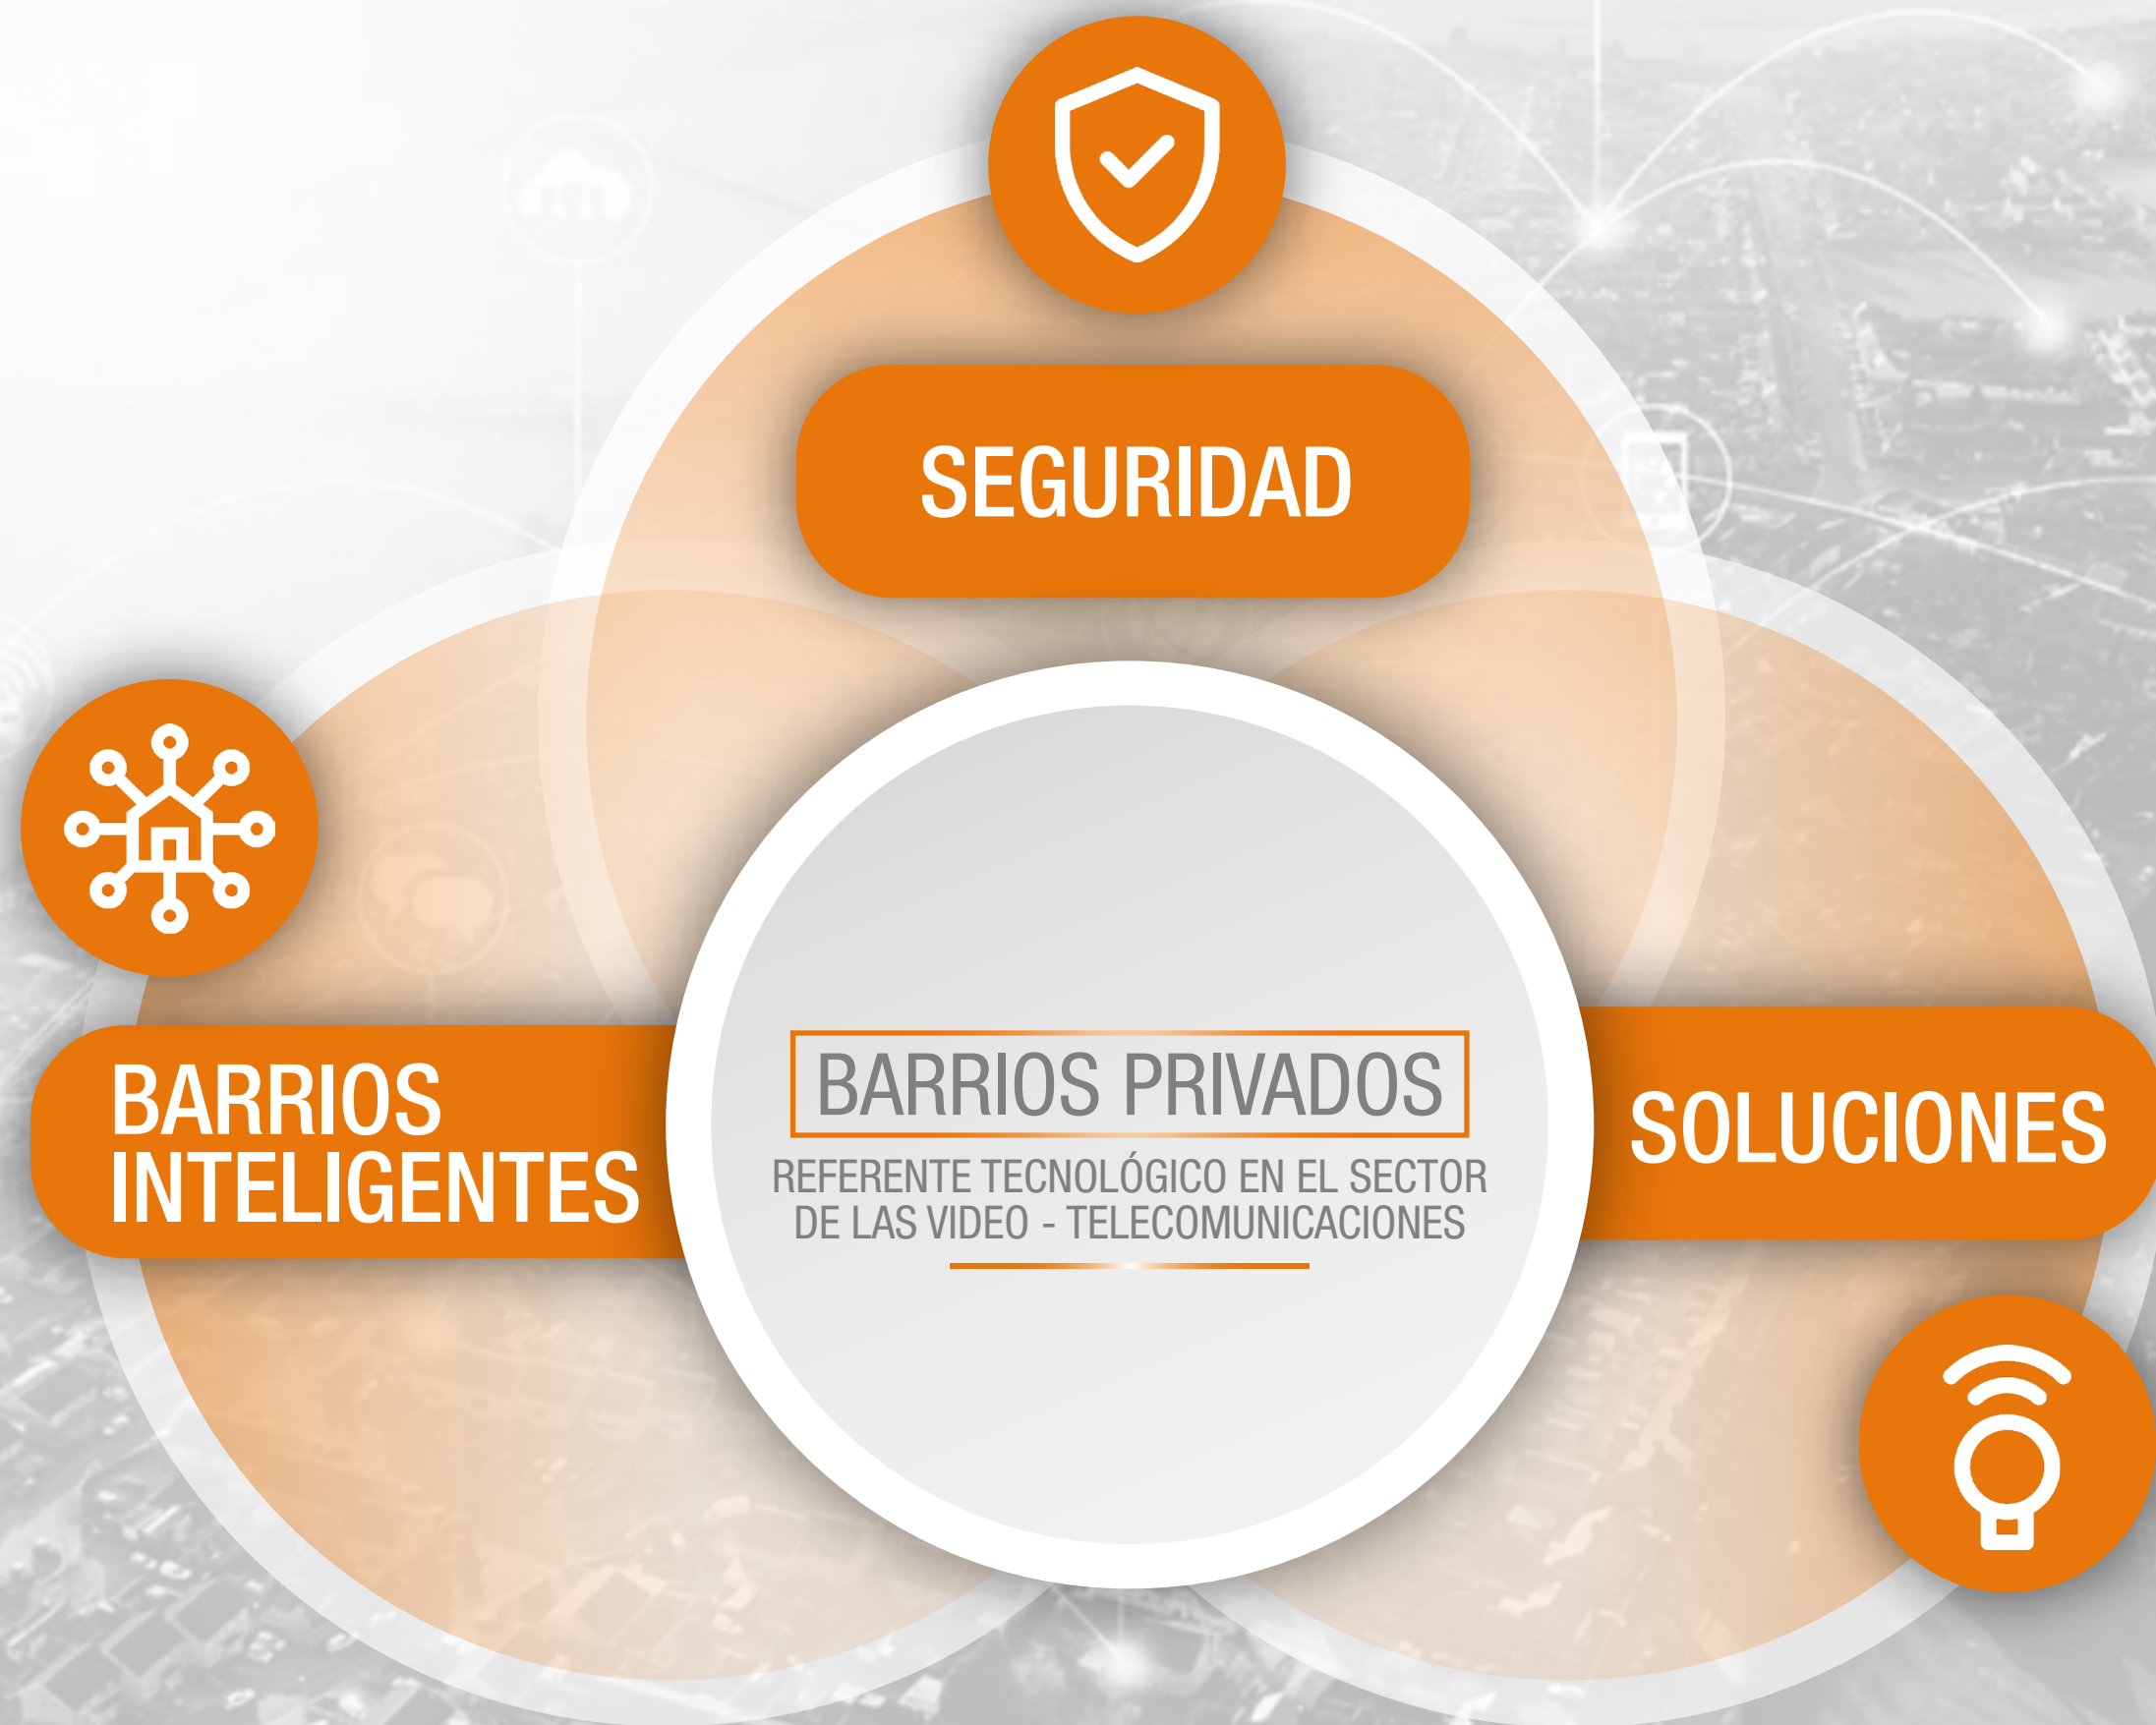 SEGURIDAD
BARRIOS
INTELIGENTES
BARRIOS PRIVADOS
REFERENTE TECNOLÓGICO EN EL SECTOR
DE LAS VIDEO - TELECOMUNICACIONES
SOLUCIONES